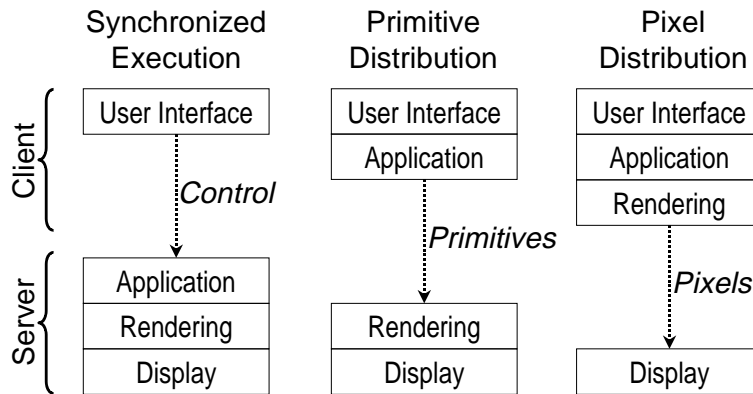 Synchronized
Execution
Primitive
Distribution
Pixel
Distribution
Client
Server
User Interface
Control
Application
Rendering
Display
User Interface
Application
Primitives
Rendering
Display
User Interface
Application
Rendering
Pixels
Display